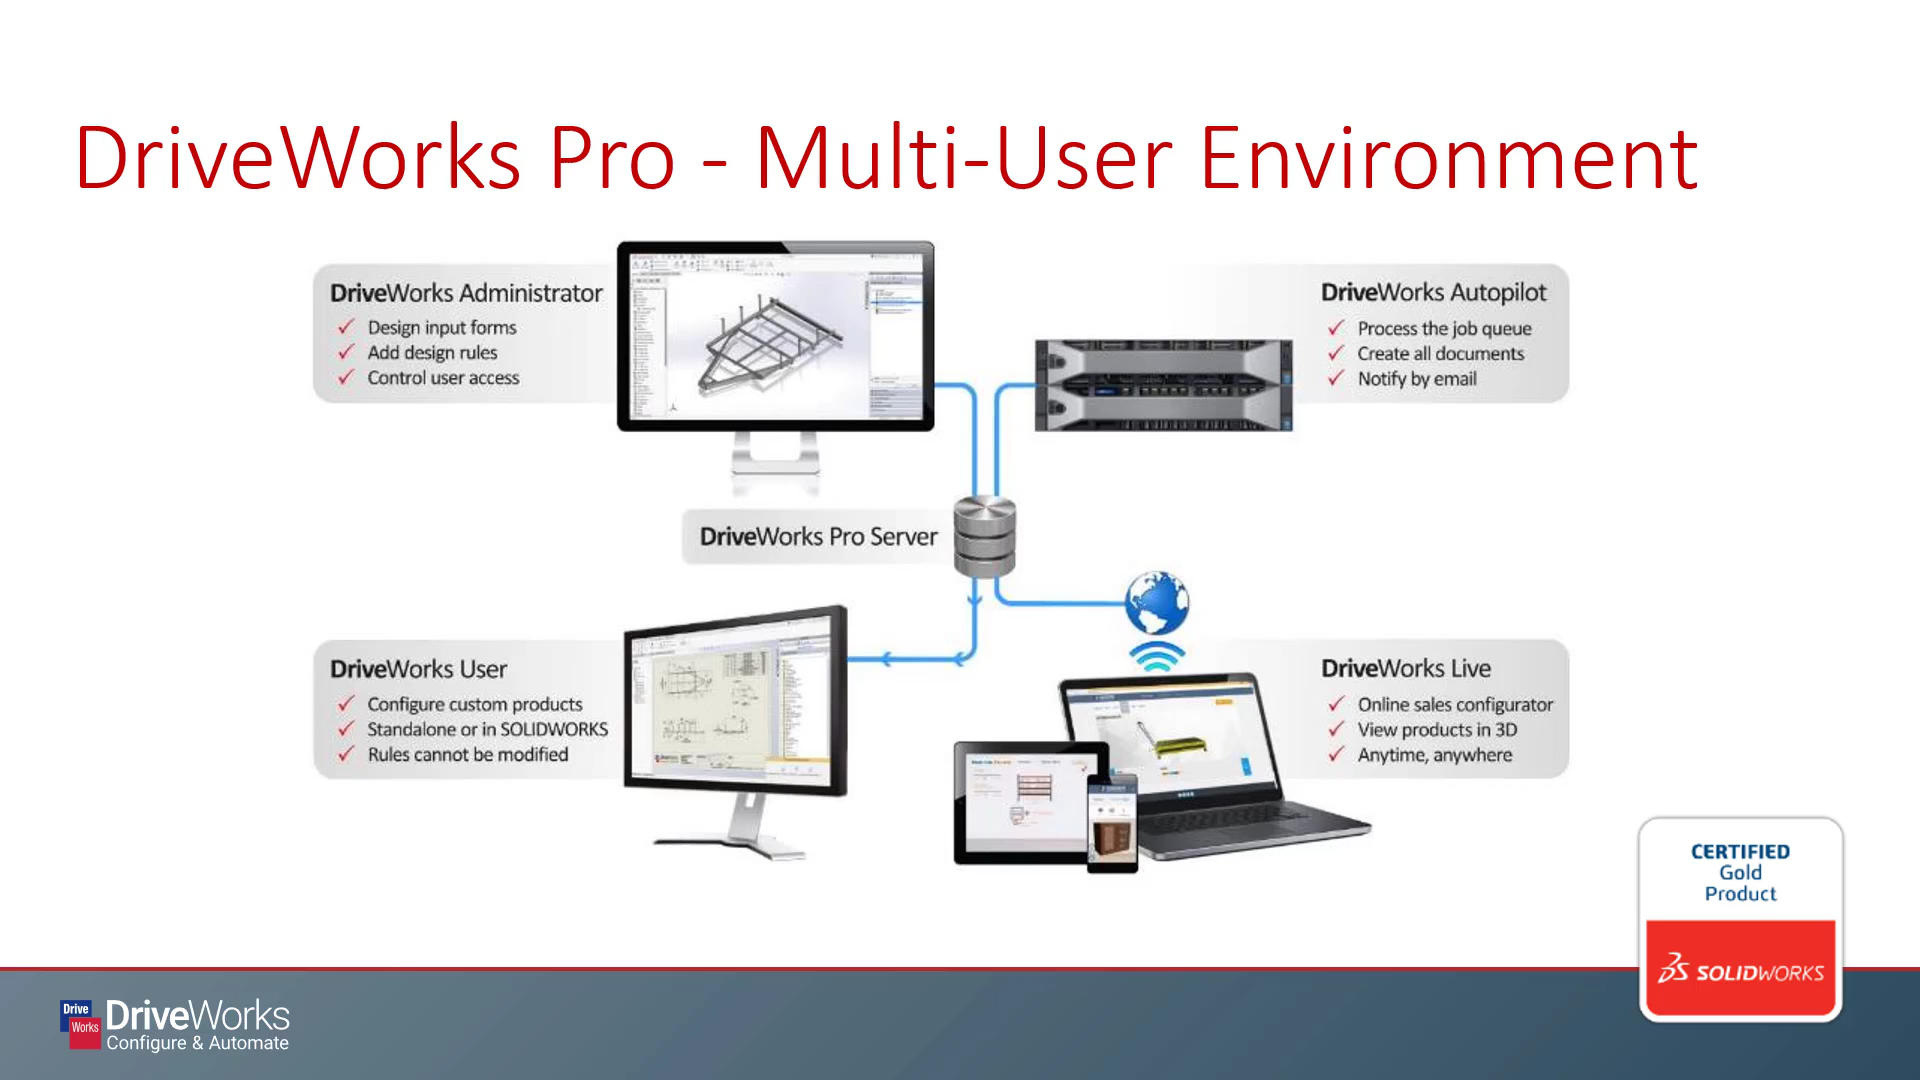 DriveWorks Pro - Multi-User Environment
DriveWorks Administrator
✓ Design input forms
✓ Add design rules
✓ Control user access
DriveWorks Autopilot
✓ Process the job queue
✓ Create all documents
✓ Notify by email
DriveWorks Pro Server
DriveWorks User
✓ Configure custom products
✓ Standalone or in SOLIDWORKS
✓ Rules cannot be modified
DriveWorks Live
✓ Online sales configurator
✓ View products in 3D
✓ Anytime, anywhere
CERTIFIED
Gold
Product
SOLIDWORKS
Drive
Works
DriveWorks
Configure & Automate